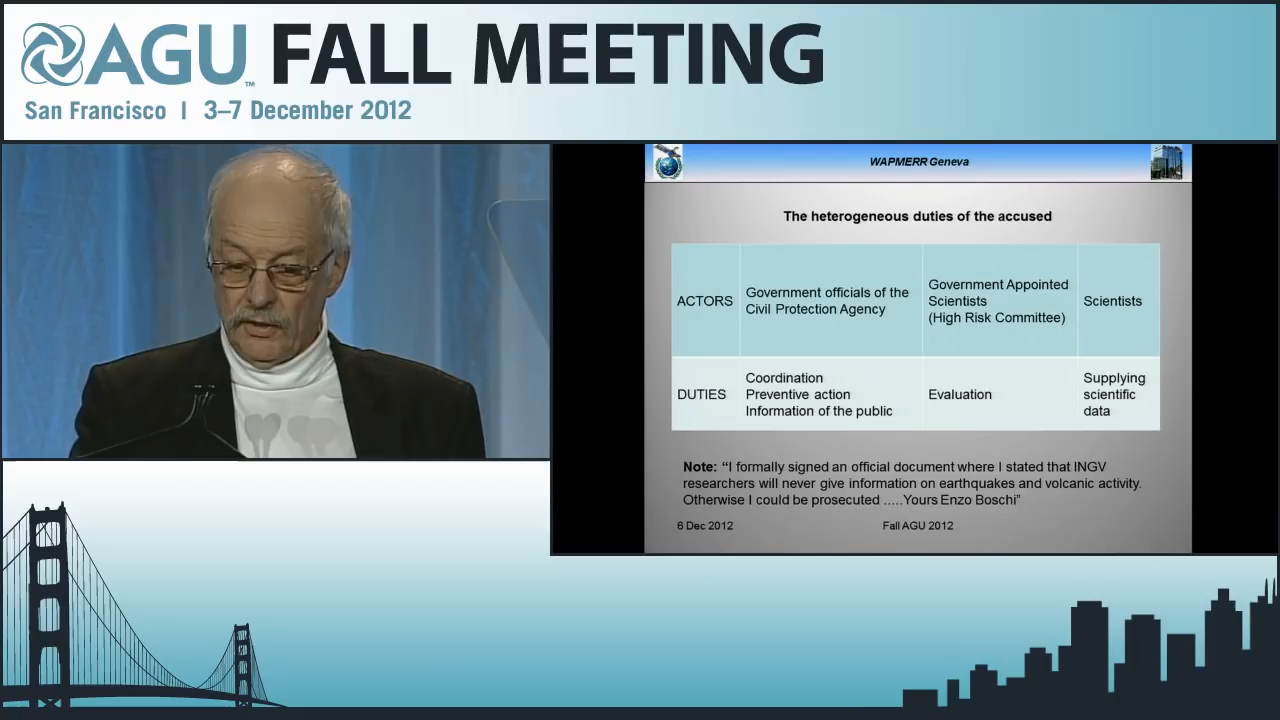 AGU™ FALL MEETING
San Francisco | 3–7 December 2012
WAPMERR Geneva
The heterogeneous duties of the accused
ACTORS
Government officials of the
Civil Protection Agency
Government Appointed
Scientists
(High Risk Committee)
Scientists
DUTIES
Coordination
Preventive action
Information of the public
Evaluation
Supplying
scientific
data
Note: “I formally signed an official document where I stated that INGV
researchers will never give information on earthquakes and volcanic activity.
Otherwise I could be prosecuted .....Yours Enzo Boschi”
6 Dec 2012
Fall AGU 2012